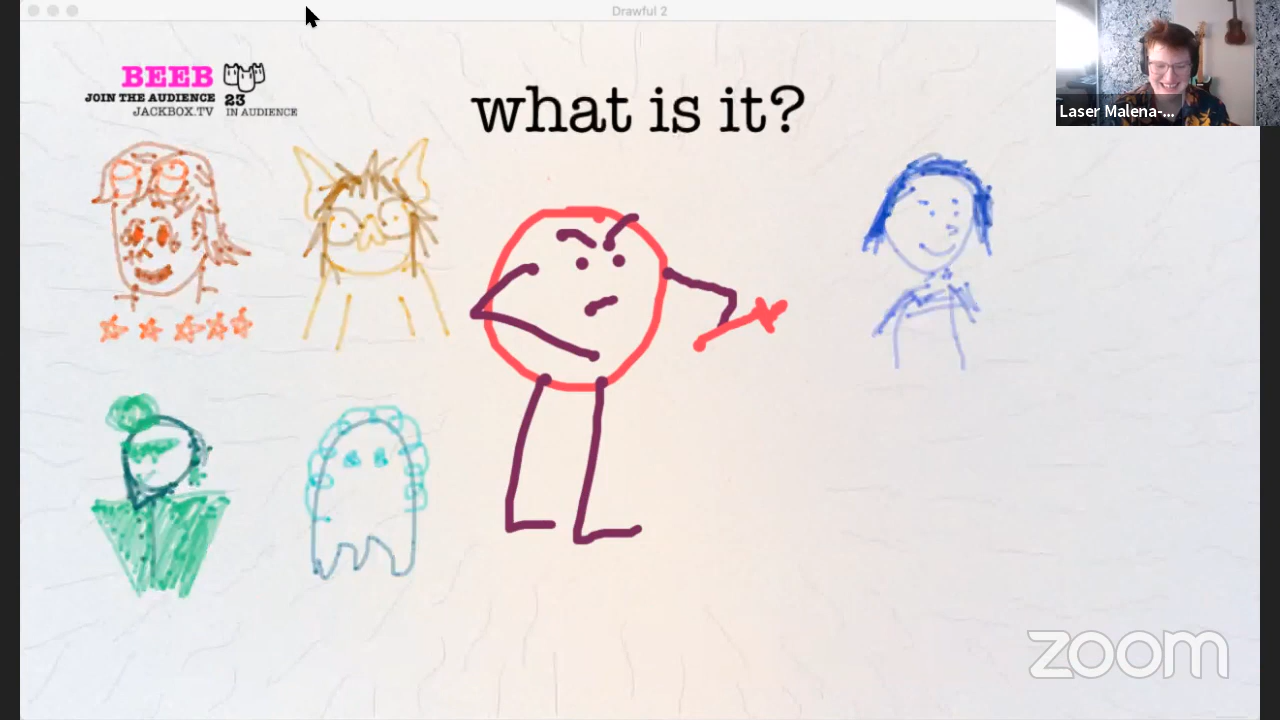 Drawful 2
BEEB
JOIN THE AUDIENCE
JACKBOX.TV
23
IN AUDIENCE
what is it?
Laser Malena-...
zoom